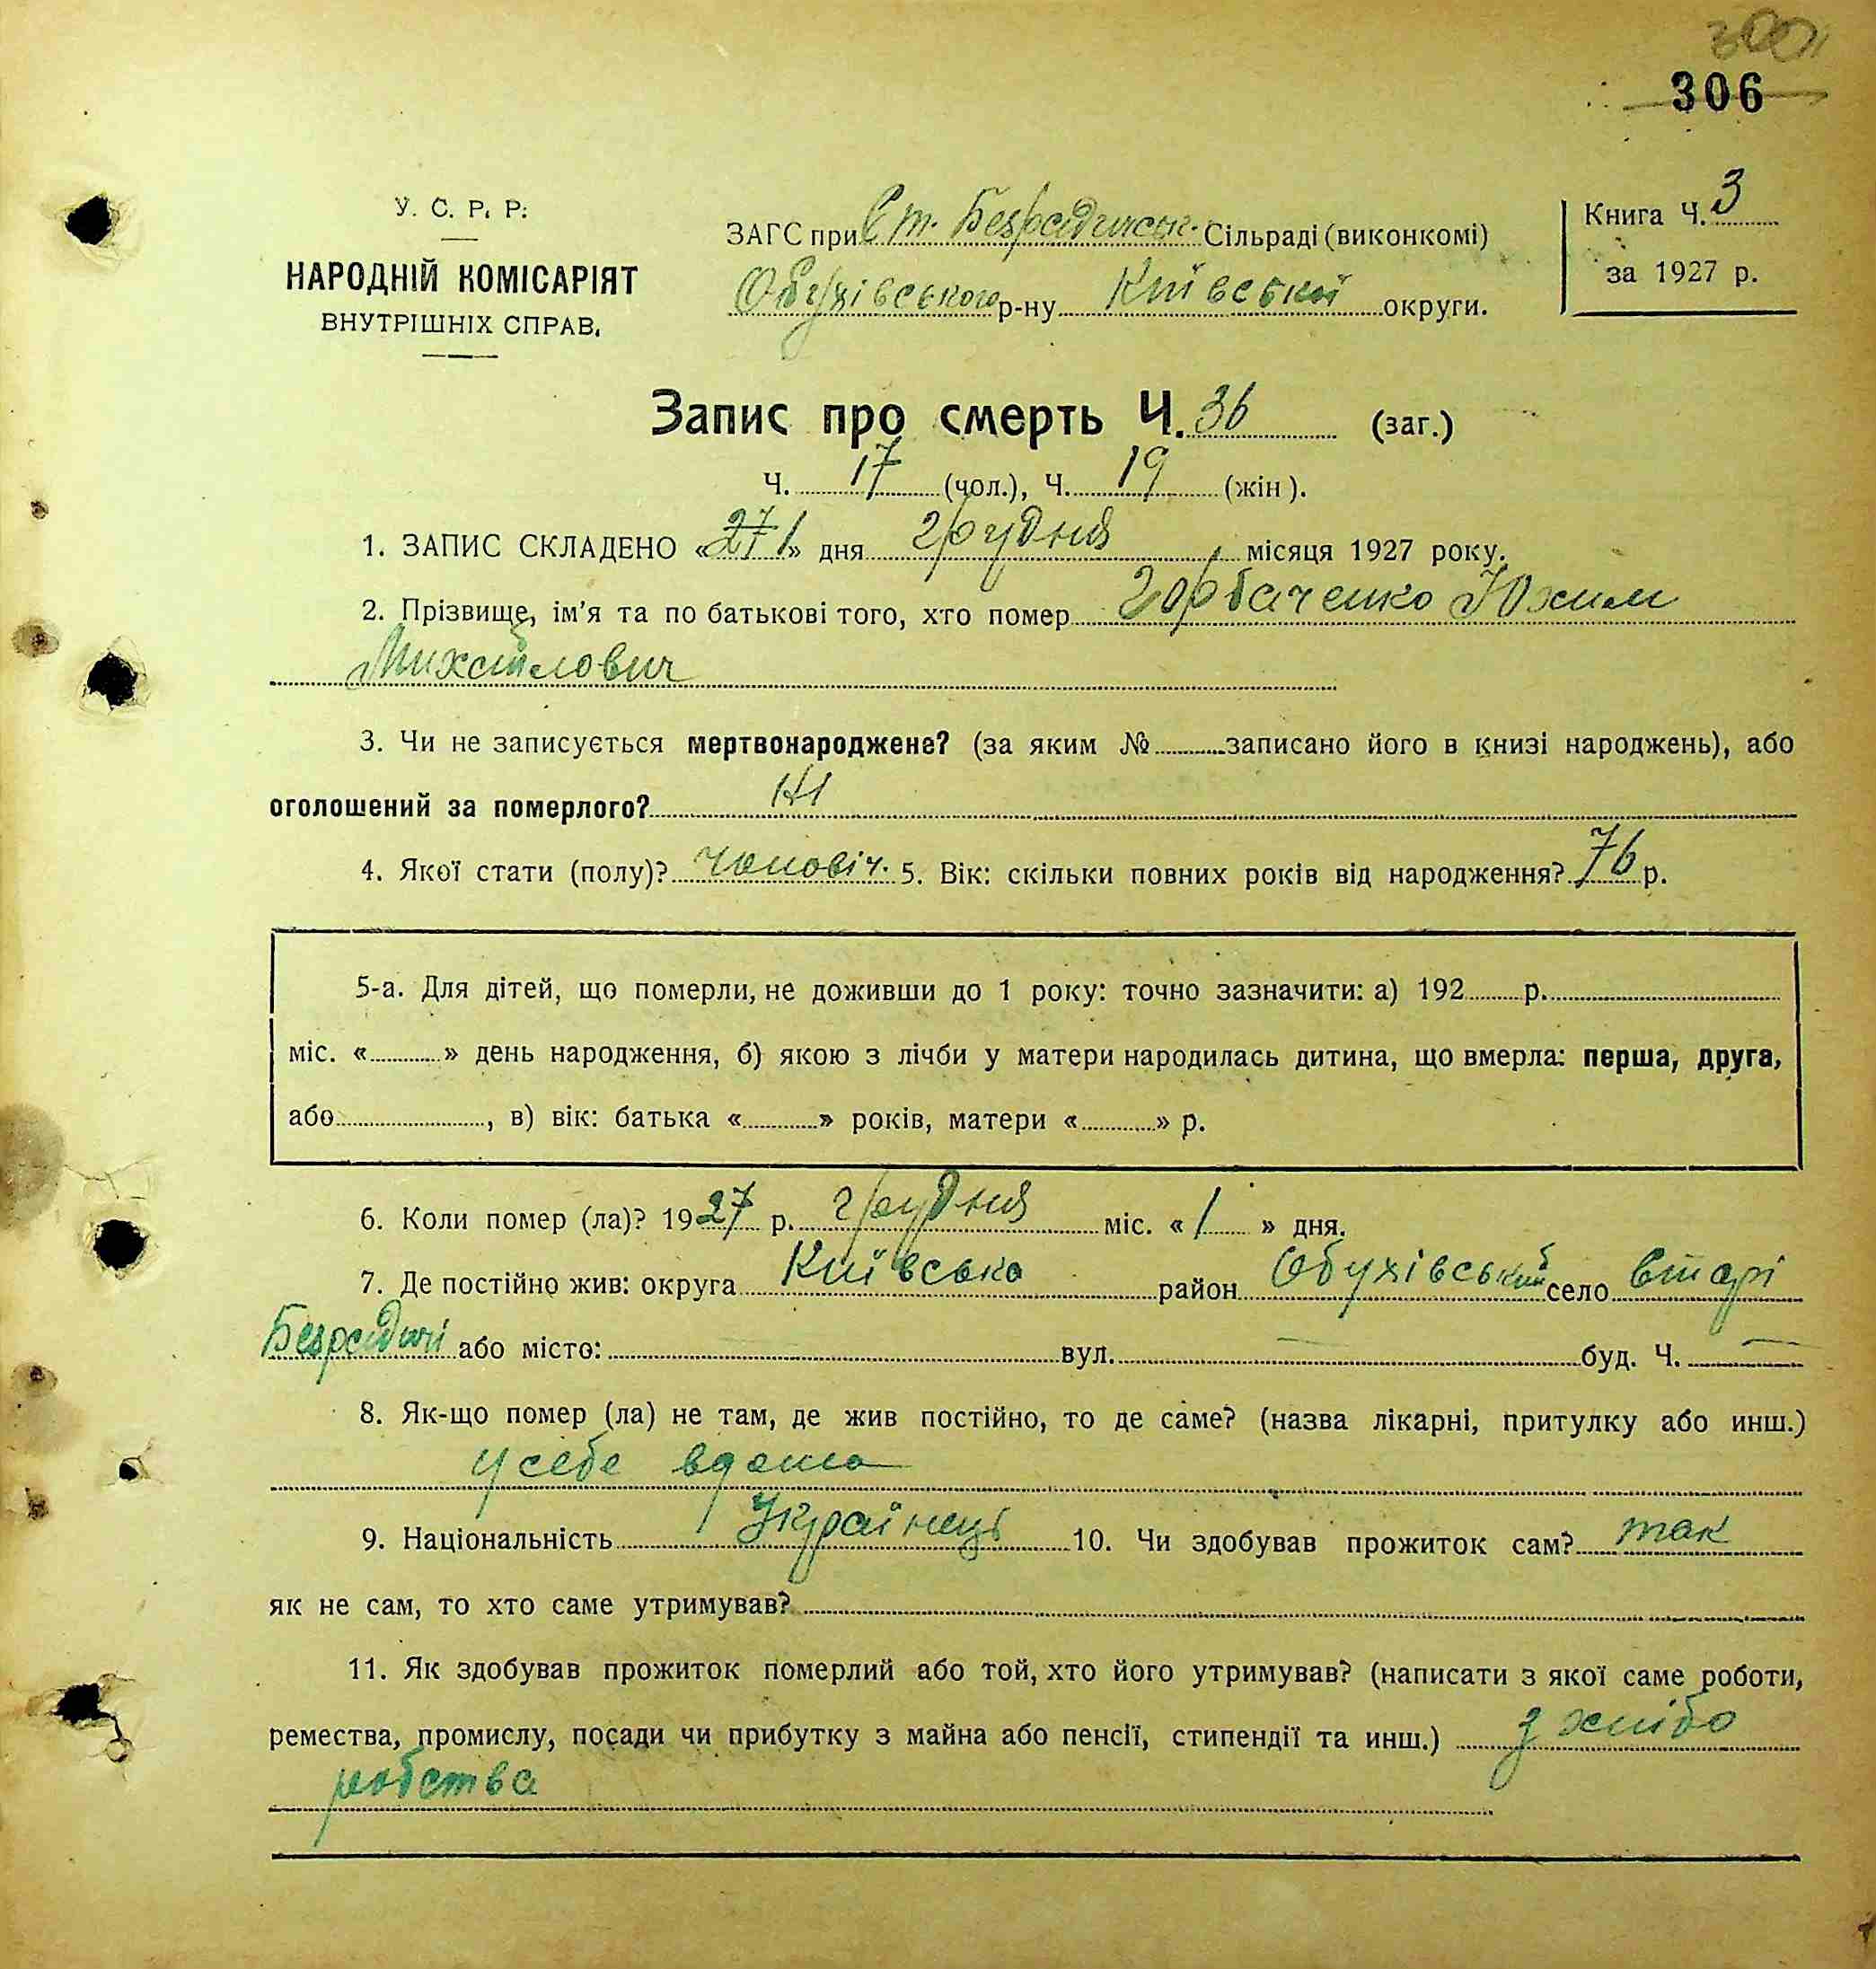 306
У. С. Р. Р.
НАРОДНІЙ КОМІСАРІЯТ
ВНУТРІШНІХ СПРАВ.
ЗАГС при Ст. Безрадичськ. Сільраді (виконкомі)
Обухівського р-ну Київської округи.
Книга Ч. 3
за 1927 р.
Запис про смерть Ч. 36 (заг.)
Ч. 17 (чол.), Ч. 19 (жін).
1. ЗАПИС СКЛАДЕНО «27 1» дня грудня місяця 1927 року.
2. Прізвище, ім'я та по батькові того, хто помер Горбаченко Юхим
Михайлович
3. Чи не записується мертвонароджене? (за яким № записано його в книзі народжень), або
оголошений за померлого? Ні
4. Якої стати (полу)? чоловіч. 5. Вік: скільки повних років від народження? 76 р.
5-а. Для дітей, що померли, не доживши до 1 року: точно зазначити: а) 192 р.
міс. « » день народження, б) якою з лічби у матери народилась дитина, що вмерла: перша, друга,
або , в) вік: батька « » років, матери « » р.
6. Коли помер (ла)? 1927 р. грудня міс. «1» дня.
7. Де постійно жив: округа Київська район Обухівський село Старі
Безрадичі або місто: вул. — буд. Ч. —
8. Як-що помер (ла) не там, де жив постійно, то де саме? (назва лікарні, притулку або инш.)
у себе вдома
9. Національність Українець 10. Чи здобував прожиток сам? так
як не сам, то хто саме утримував?
11. Як здобував прожиток померлий або той, хто його утримував? (написати з якої саме роботи,
ремества, промислу, посади чи прибутку з майна або пенсії, стипендії та инш.) з хлібо
робства